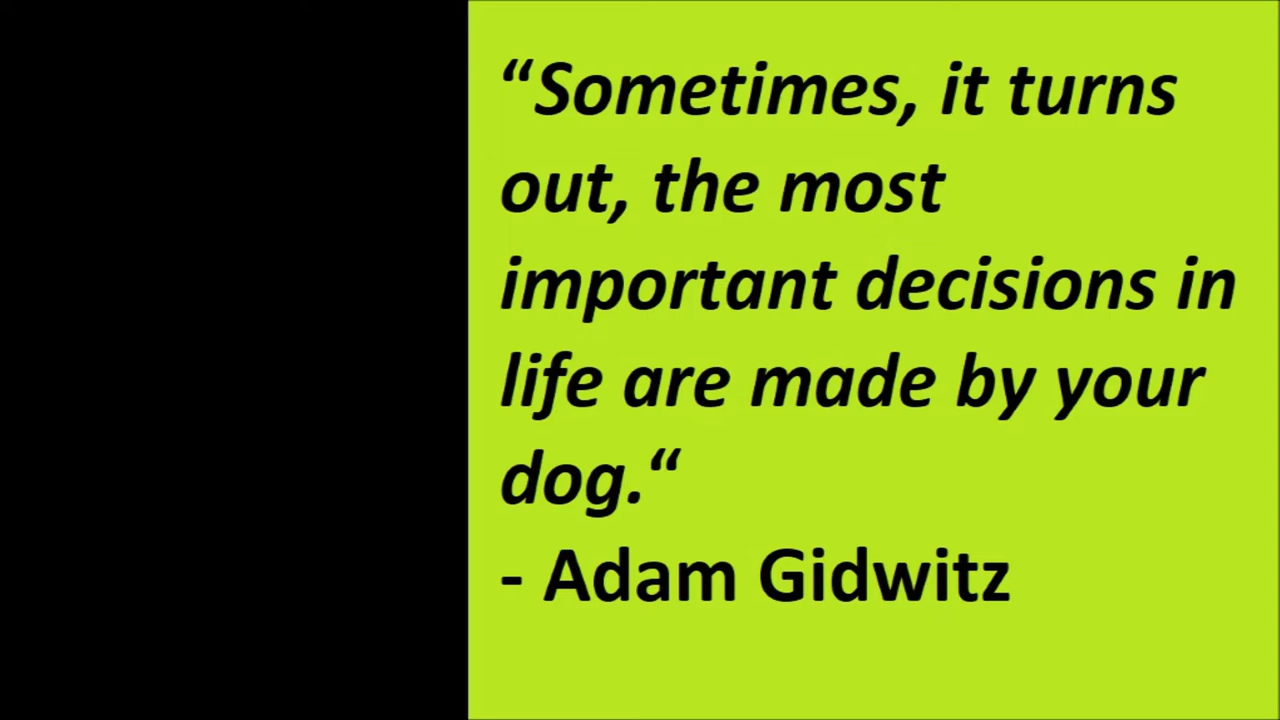 “Sometimes, it turns
out, the most
important decisions in
life are made by your
dog.“
- Adam Gidwitz